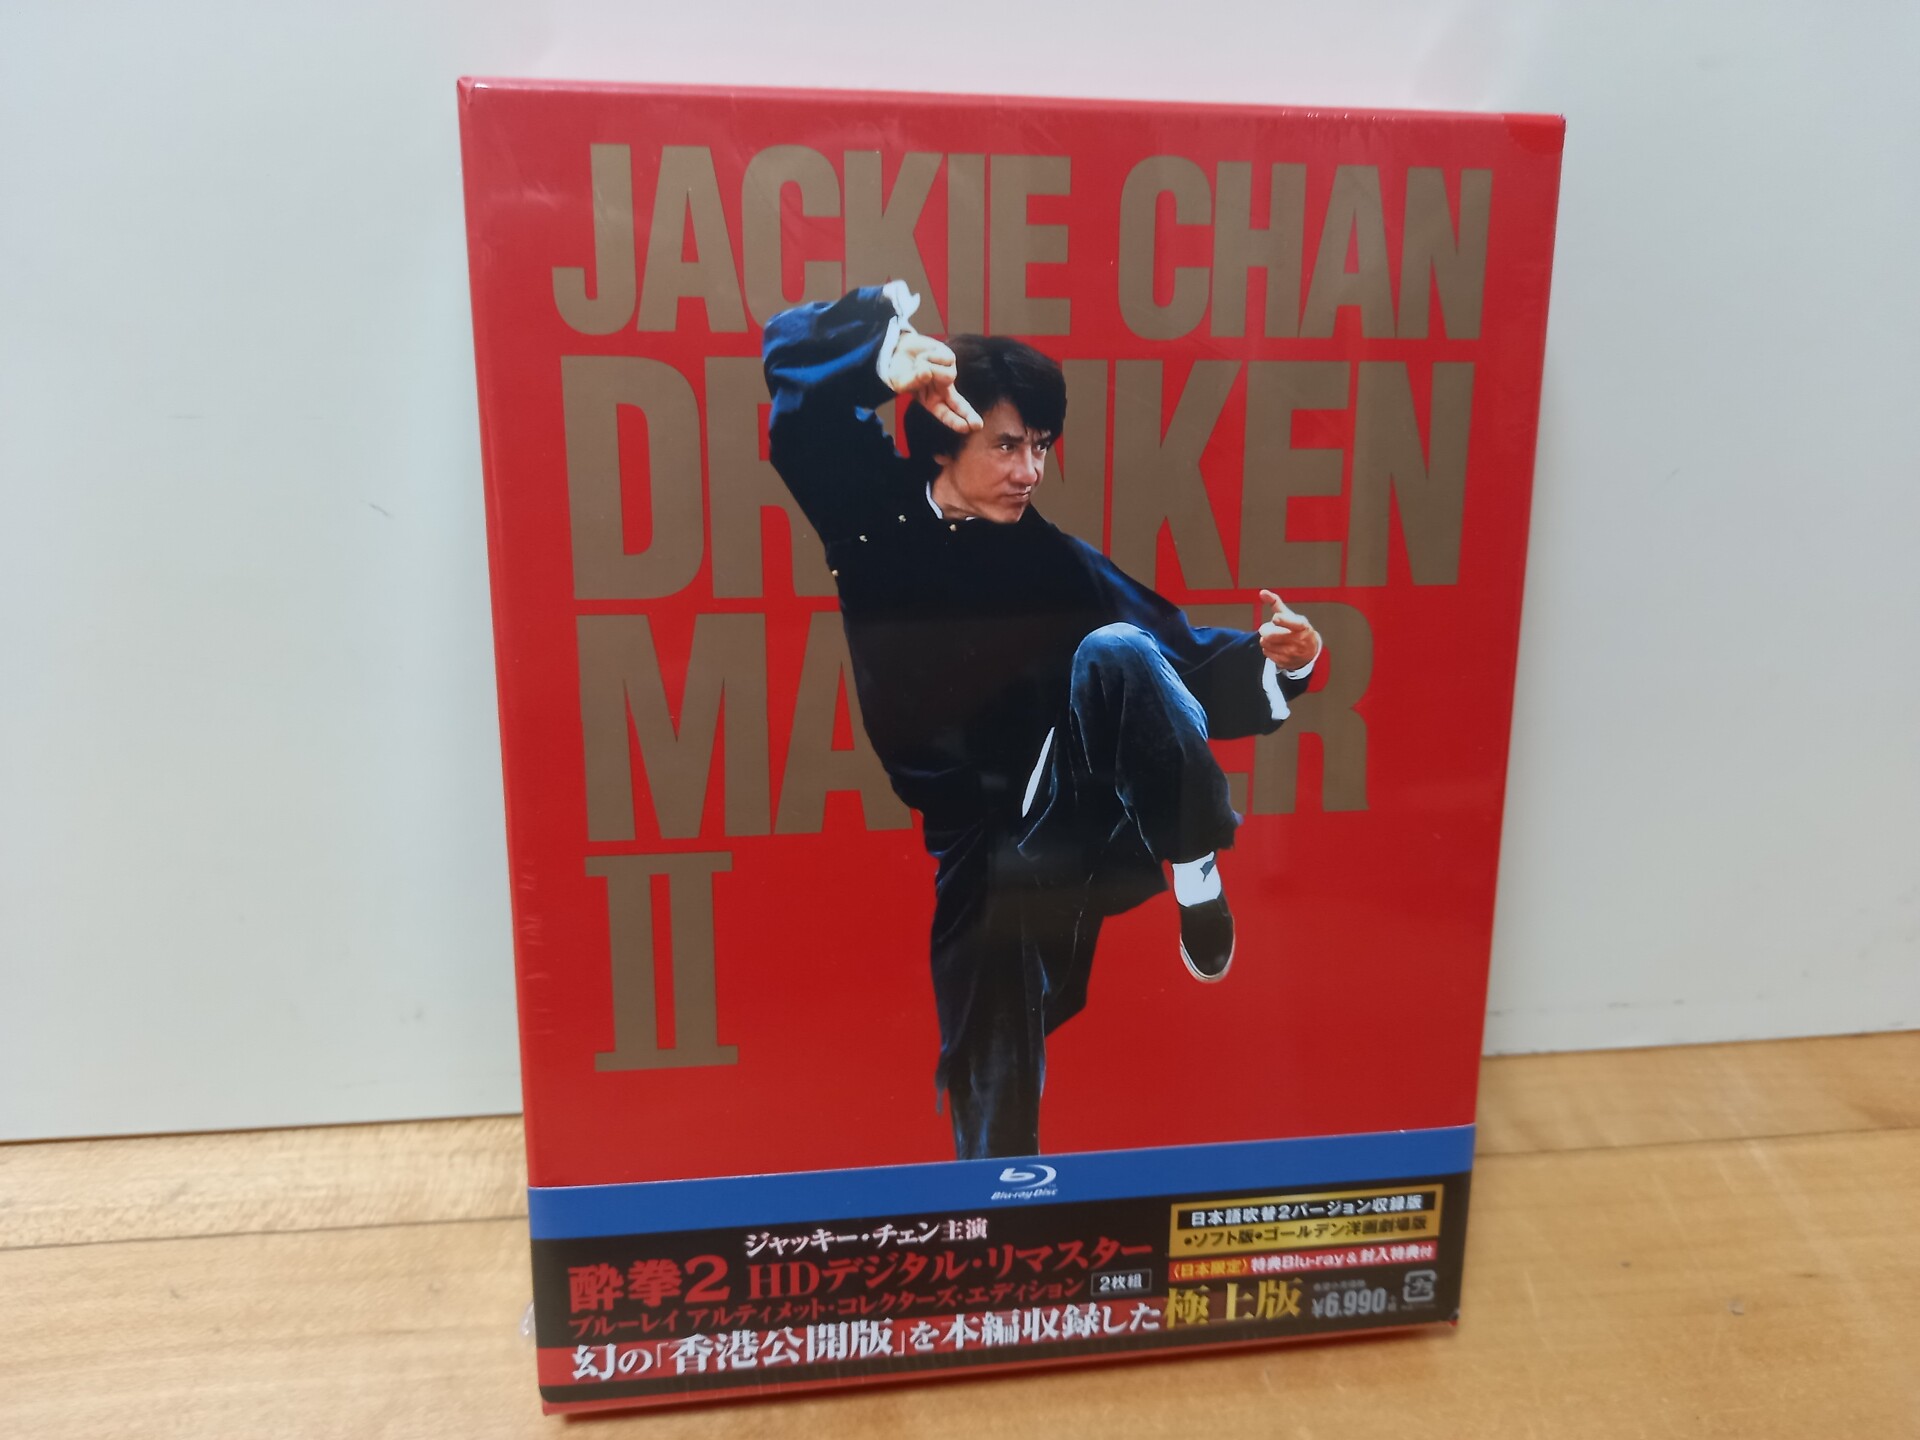 JACKIE CHAN
DRUNKEN
MASTER
II
Blu-ray Disc
ジャッキー・チェン主演
酔拳2 HDデジタル・リマスター
ブルーレイ アルティメット・コレクターズ・エディション 2枚組
幻の「香港公開版」を本編収録した極上版
日本語吹替2バージョン収録版
●ソフト版●ゴールデン洋画劇場版
〈日本限定〉特典Blu-ray & 封入特典付
¥6,990